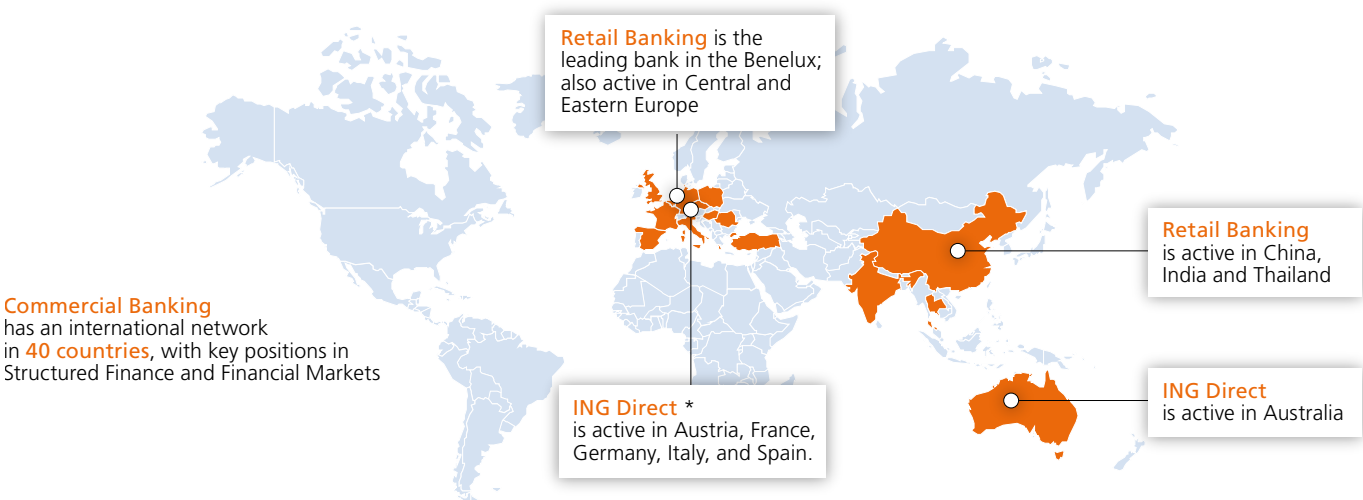 Retail Banking is the
leading bank in the Benelux;
also active in Central and
Eastern Europe
Retail Banking
is active in China,
India and Thailand
Commercial Banking
has an international network
in 40 countries, with key positions in
Structured Finance and Financial Markets
ING Direct *
is active in Austria, France,
Germany, Italy, and Spain.
ING Direct
is active in Australia